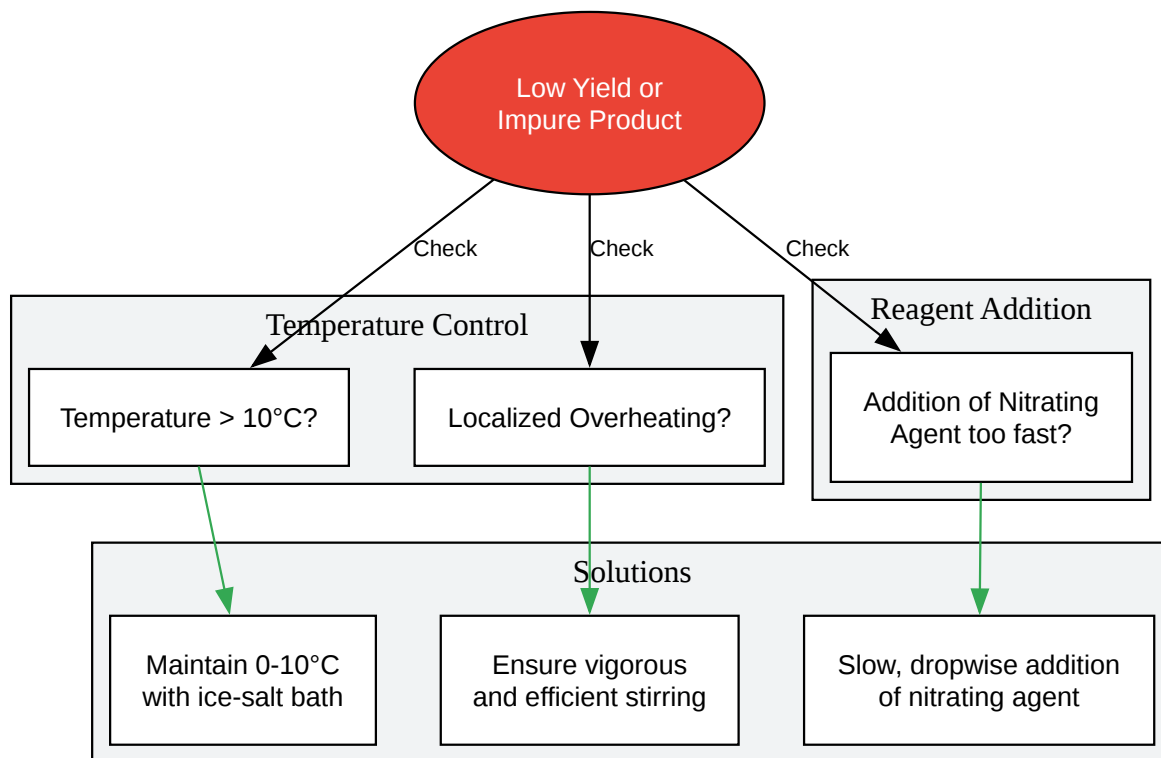 Low Yield or
Impure Product
Check
Check
Check
Temperature Control
Reagent Addition
Temperature > 10°C?
Localized Overheating?
Addition of Nitrating
Agent too fast?
Solutions
Maintain 0-10°C
with ice-salt bath
Ensure vigorous
and efficient stirring
Slow, dropwise addition
of nitrating agent